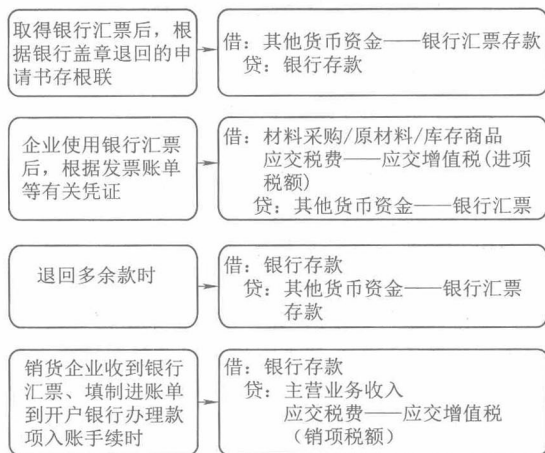 取得银行汇票后，根
据银行盖章退回的申
请书存根联
借：其他货币资金——银行汇票存款
贷：银行存款
企业使用银行汇票
后，根据发票账单
等有关凭证
借：材料采购/原材料/库存商品
应交税费——应交增值税(进项
税额)
贷：其他货币资金——银行汇票
退回多余款时
借：银行存款
贷：其他货币资金——银行汇票
存款
销货企业收到银行
汇票、填制进账单
到开户银行办理款
项入账手续时
借：银行存款
贷：主营业务收入
应交税费——应交增值税
（销项税额）